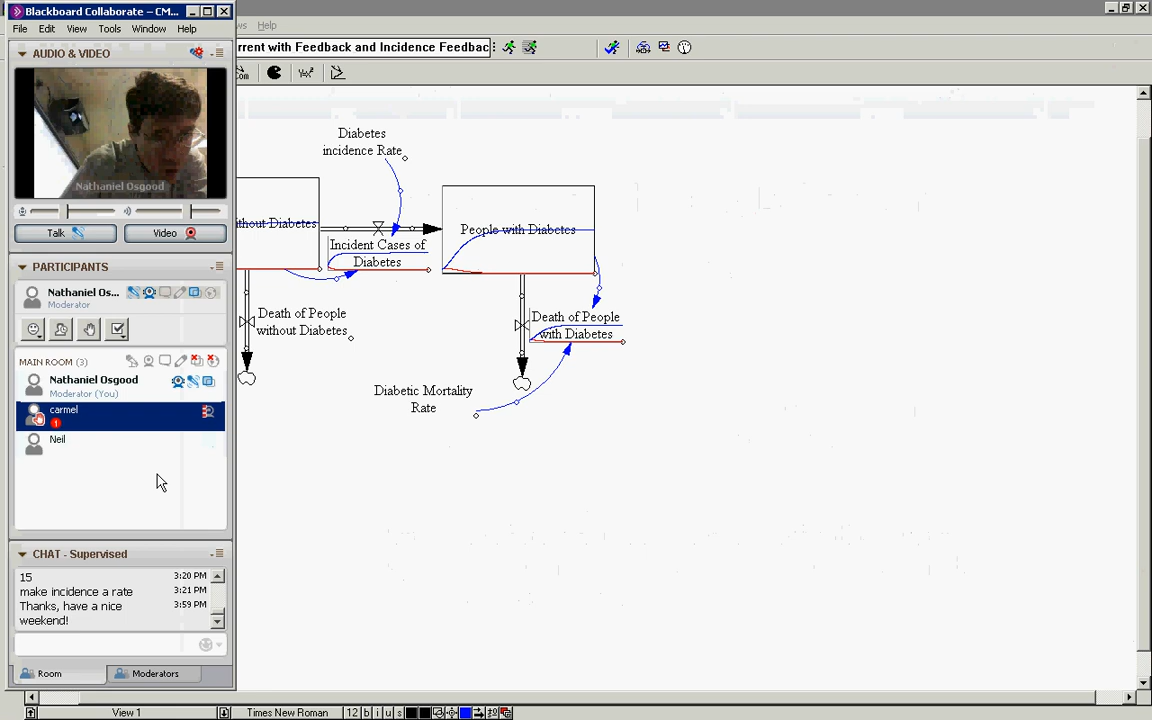 Blackboard Collaborate – CM...
File Edit View Tools Window Help
AUDIO & VIDEO
Nathaniel Osgood
Talk Video
PARTICIPANTS
Nathaniel Os...
Moderator
MAIN ROOM (3)
Nathaniel Osgood
Moderator (You)
carmel
1
Neil
CHAT - Supervised
15 3:20 PM
make incidence a rate 3:21 PM
Thanks, have a nice 3:59 PM
weekend!
Room Moderators
Help
rrent with Feedback and Incidence Feedbac
Diabetes
incidence Rate
ithout Diabetes
People with Diabetes
Incident Cases of
Diabetes
Death of People
without Diabetes
Death of People
with Diabetes
Diabetic Mortality
Rate
View 1 Times New Roman 12 b i u s